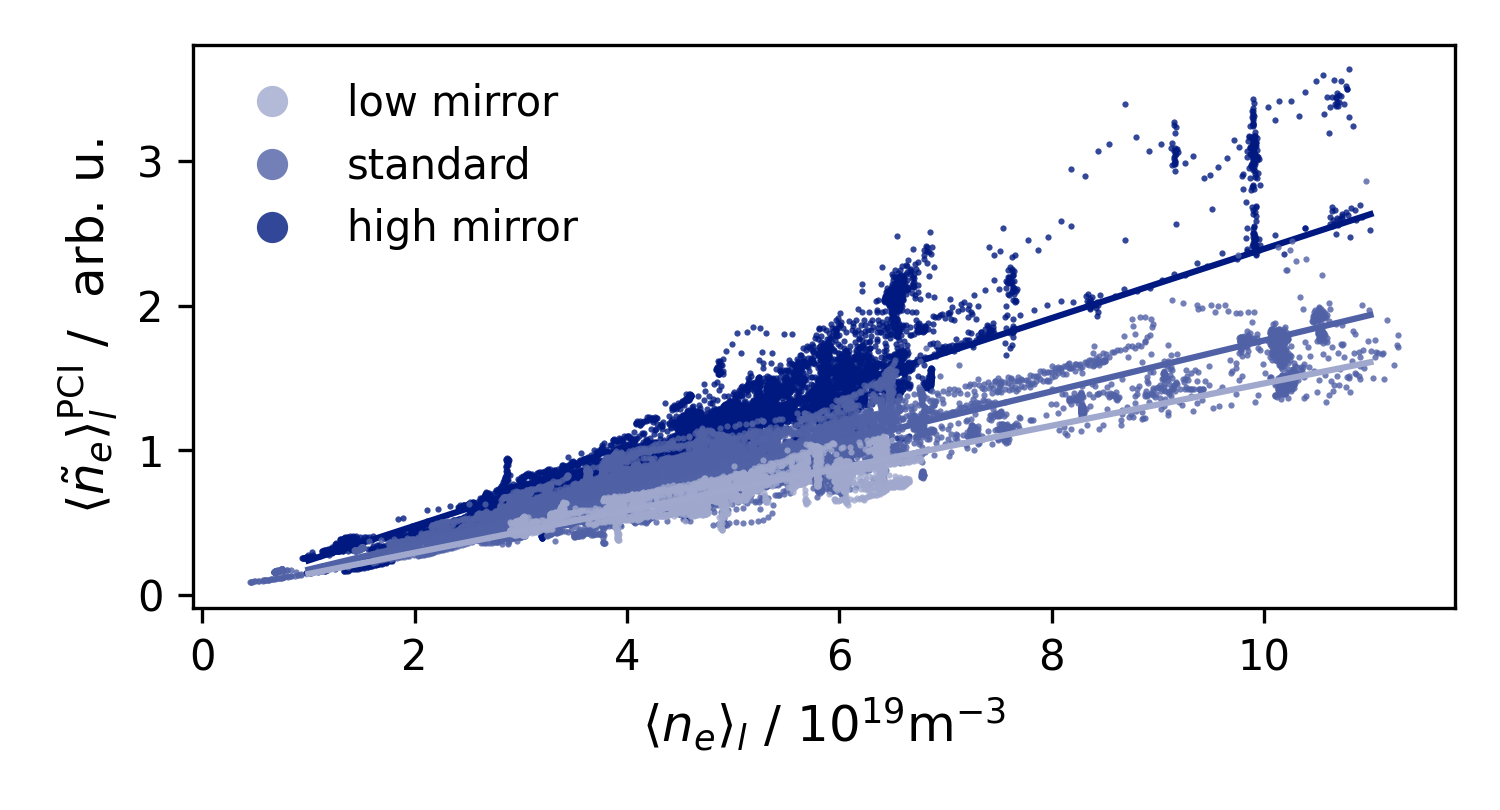 low mirror
standard
high mirror
3
2
1
0
⟨ñₑ⟩ₗᴾᶜᴵ / arb. u.
0 2 4 6 8 10
⟨nₑ⟩ₗ / 10¹⁹m⁻³